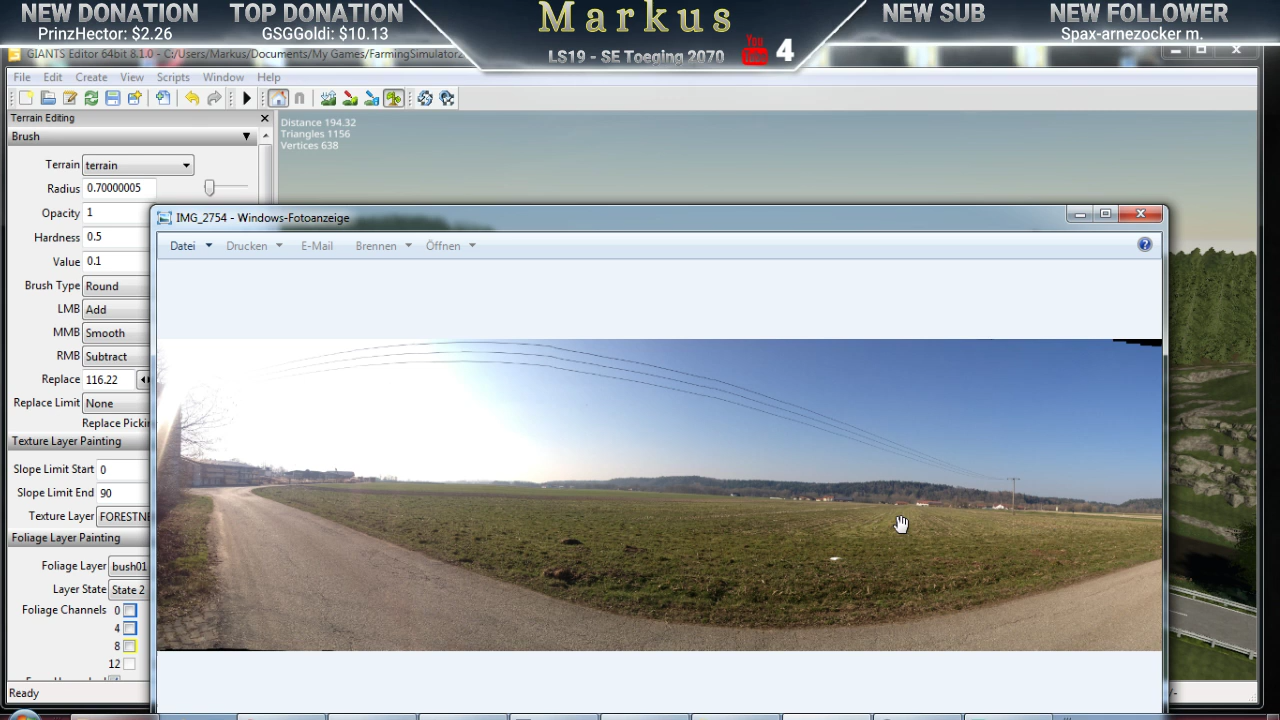 NEW DONATION
PrinzHector: $2.26
TOP DONATION
GSGGoldi: $10.13
Markus
LS19 - SE Toeging 2070
You Tube
4
NEW SUB
NEW FOLLOWER
Spax-arnezocker m.
GIANTS Editor 64bit 8.1.0 - C:/Users/Markus/Documents/My Games/FarmingSimulator
File Edit Create View Scripts Window Help
Terrain Editing
Brush
Terrain terrain
Radius 0.70000005
Opacity 1
Hardness 0.5
Value 0.1
Brush Type Round
LMB Add
MMB Smooth
RMB Subtract
Replace 116.22
Replace Limit None
Replace Pickin
Texture Layer Painting
Slope Limit Start 0
Slope Limit End 90
Texture Layer FORESTNE
Foliage Layer Painting
Foliage Layer bush01
Layer State State 2
Foliage Channels 0
4
8
12
Ready
Distance 194.32
Triangles 1156
Vertices 638
IMG_2754 - Windows-Fotoanzeige
Datei Drucken E-Mail Brennen Öffnen